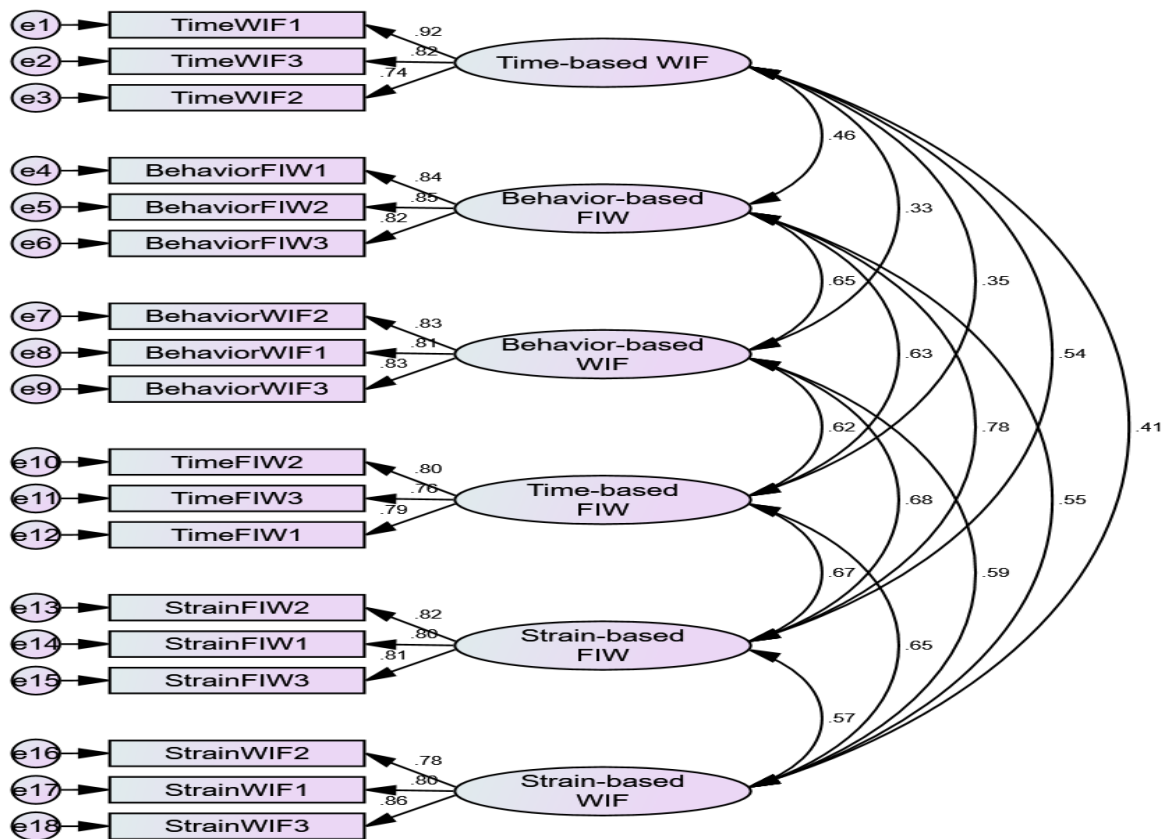 e1
TimeWIF1
.92
e2
TimeWIF3
.82
Time-based WIF
e3
TimeWIF2
.74
.46
e4
BehaviorFIW1
.84
e5
BehaviorFIW2
.85
Behavior-based
FIW
.33
e6
BehaviorFIW3
.82
.65
.35
e7
BehaviorWIF2
.83
e8
BehaviorWIF1
.81
Behavior-based
WIF
.63
.54
e9
BehaviorWIF3
.83
.62
.78
.41
e10
TimeFIW2
.80
e11
TimeFIW3
.76
Time-based
FIW
.68
.55
e12
TimeFIW1
.79
.67
.59
e13
StrainFIW2
.82
e14
StrainFIW1
.80
Strain-based
FIW
.65
e15
StrainFIW3
.81
.57
e16
StrainWIF2
.78
e17
StrainWIF1
.80
Strain-based
WIF
e18
StrainWIF3
.86